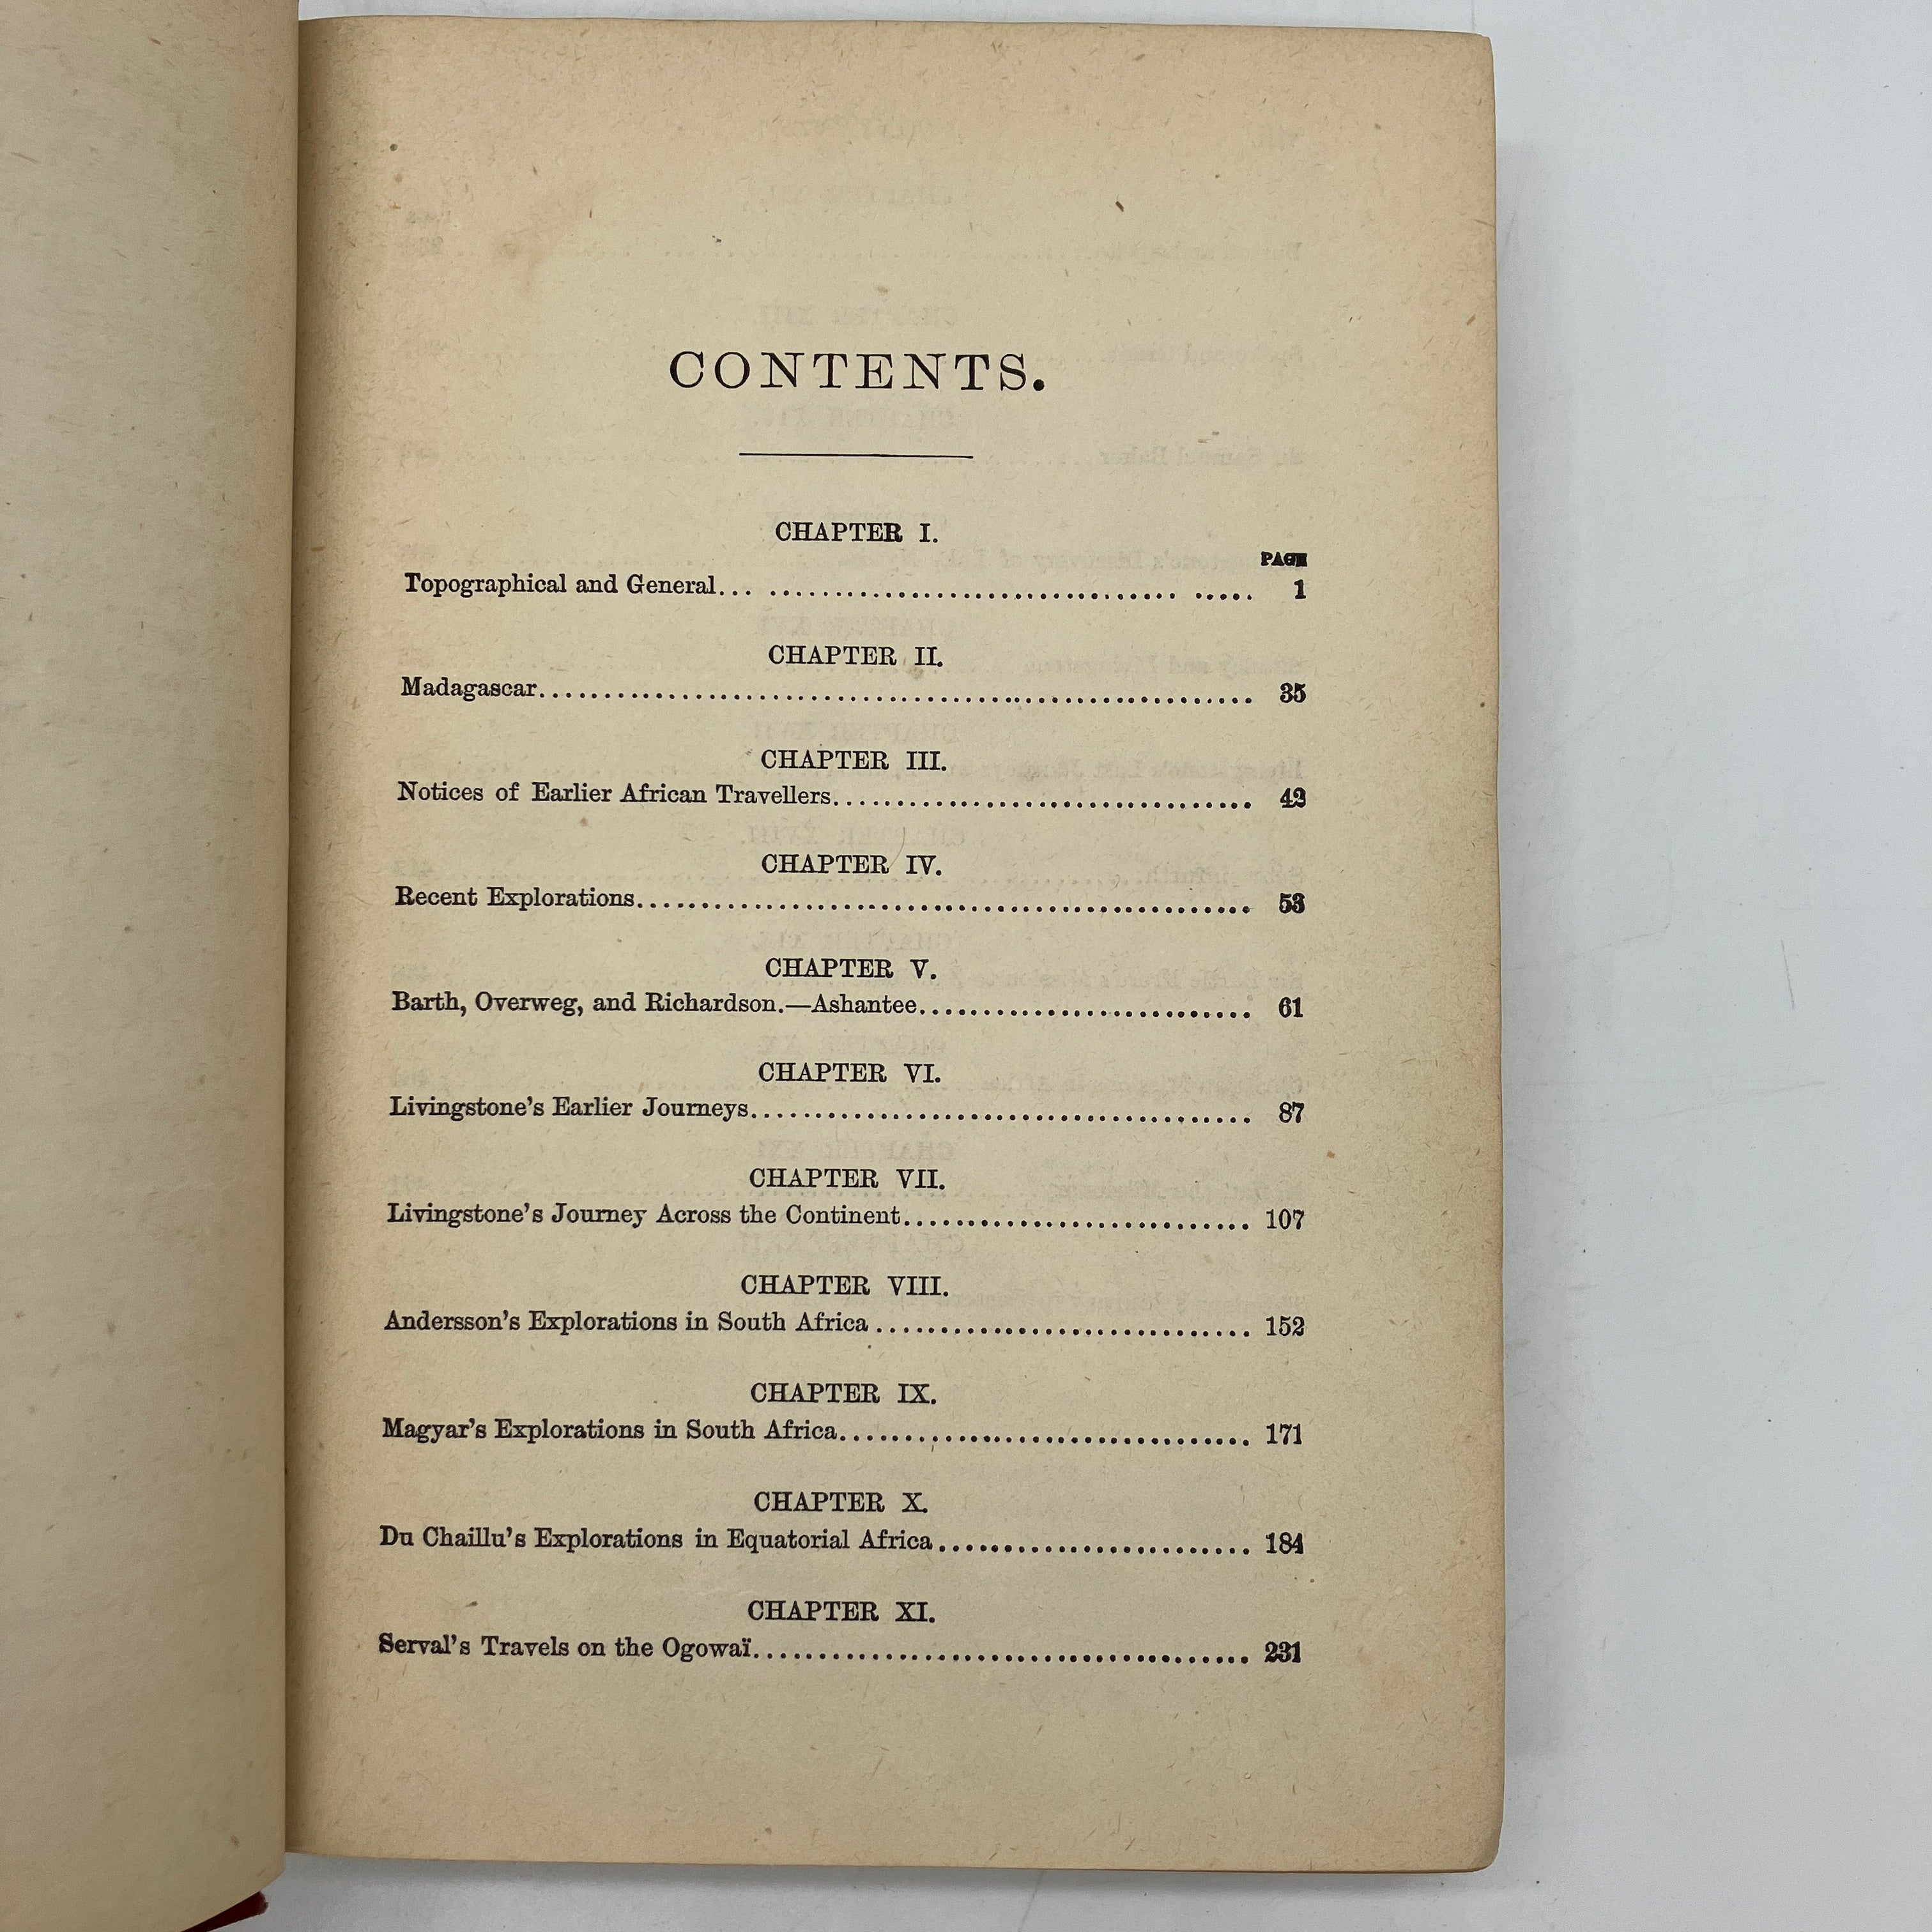 CONTENTS.
CHAPTER I.
PAGE
Topographical and General... ................................ ..... 1
CHAPTER II.
Madagascar........................................................ 35
CHAPTER III.
Notices of Earlier African Travellers................................. 42
CHAPTER IV.
Recent Explorations................................................ 53
CHAPTER V.
Barth, Overweg, and Richardson.—Ashantee.......................... 61
CHAPTER VI.
Livingstone's Earlier Journeys....................................... 87
CHAPTER VII.
Livingstone's Journey Across the Continent........................... 107
CHAPTER VIII.
Andersson's Explorations in South Africa ............................. 152
CHAPTER IX.
Magyar's Explorations in South Africa................................ 171
CHAPTER X.
Du Chaillu's Explorations in Equatorial Africa........................ 184
CHAPTER XI.
Serval's Travels on the Ogowaï....................................... 231